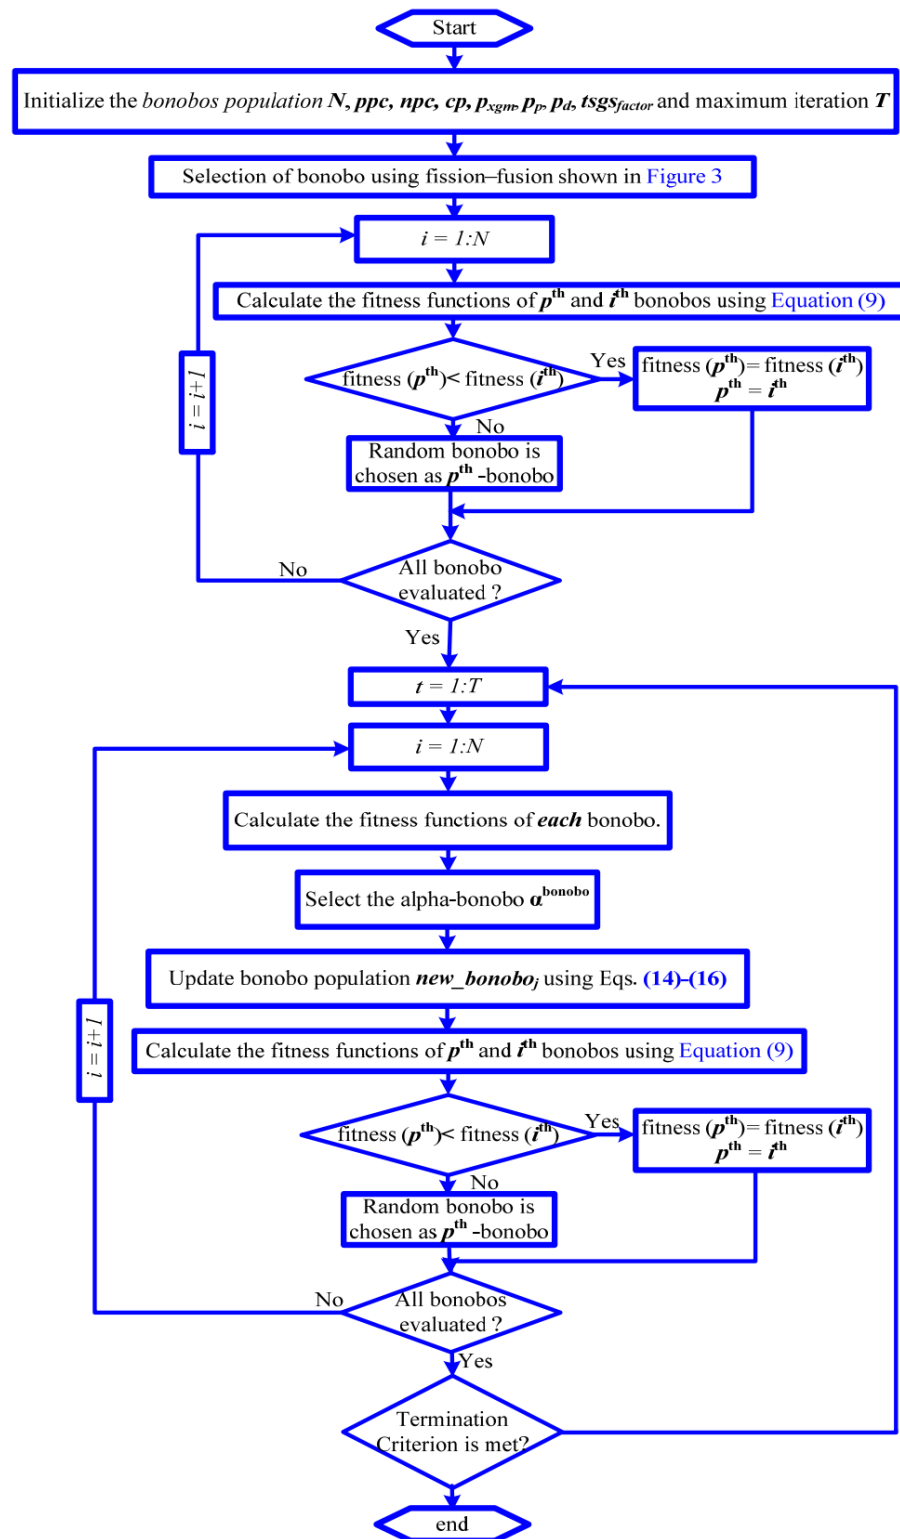 Start
Initialize the bonobos population N, ppc, npc, cp, pxgm, pp, pd, tsgsfactor and maximum iteration T
Selection of bonobo using fission–fusion shown in Figure 3
i = 1:N
Calculate the fitness functions of pth and ith bonobos using Equation (9)
fitness (pth)< fitness (ith)
Yes
fitness (pth)= fitness (ith)
pth = ith
No
Random bonobo is
chosen as pth -bonobo
i = i+1
All bonobo
evaluated ?
No
Yes
t = 1:T
i = 1:N
Calculate the fitness functions of each bonobo.
Select the alpha-bonobo αbonobo
Update bonobo population new_bonoboj using Eqs. (14)-(16)
i = i+1
Calculate the fitness functions of pth and ith bonobos using Equation (9)
fitness (pth)< fitness (ith)
Yes
fitness (pth)= fitness (ith)
pth = ith
No
Random bonobo is
chosen as pth -bonobo
No
All bonobos
evaluated ?
Yes
Termination
Criterion is met?
end